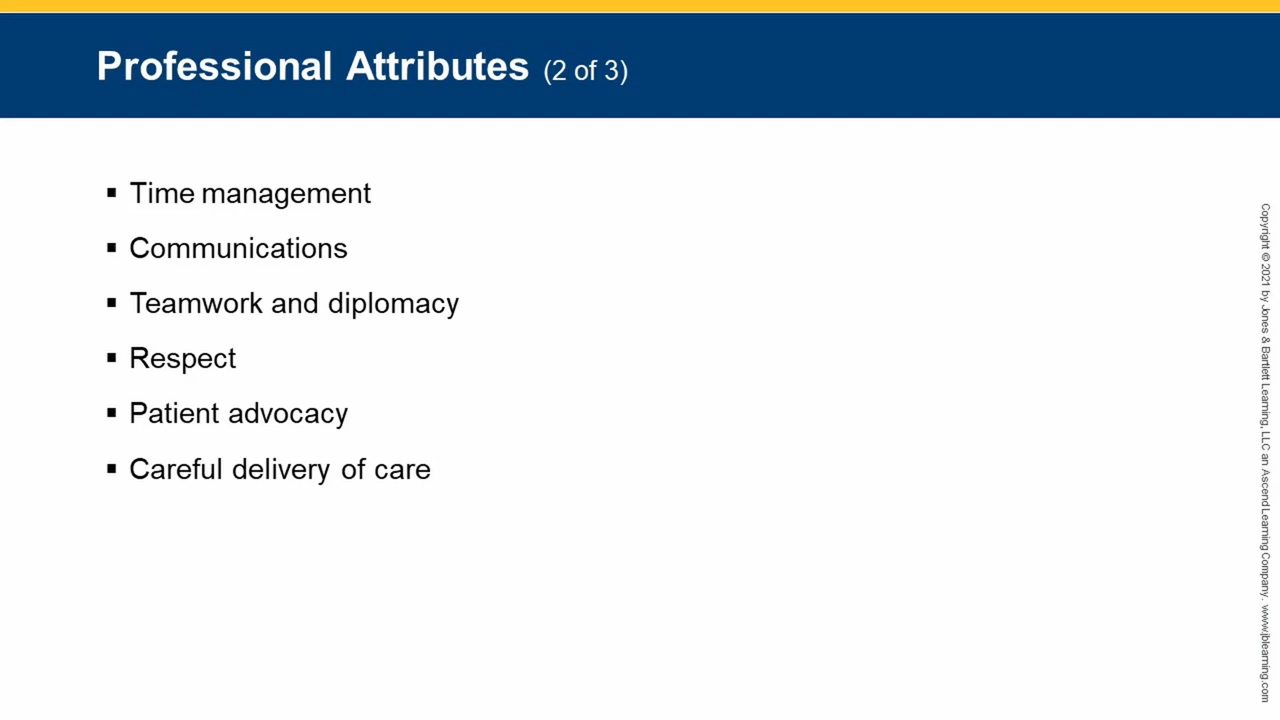 Professional Attributes (2 of 3)
▪ Time management
▪ Communications
▪ Teamwork and diplomacy
▪ Respect
▪ Patient advocacy
▪ Careful delivery of care
Copyright © 2021 by Jones & Bartlett Learning, LLC an Ascend Learning Company. www.jblearning.com